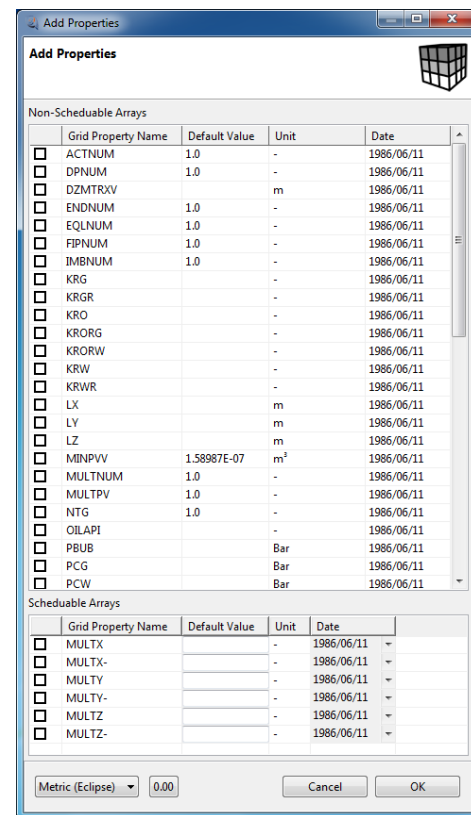 Add Properties
Add Properties
Non-Scheduable Arrays
Grid Property Name Default Value Unit Date
ACTNUM 1.0 - 1986/06/11
DPNUM 1.0 - 1986/06/11
DZMTRXV m 1986/06/11
ENDNUM 1.0 - 1986/06/11
EQLNUM 1.0 - 1986/06/11
FIPNUM 1.0 - 1986/06/11
IMBNUM 1.0 - 1986/06/11
KRG - 1986/06/11
KRGR - 1986/06/11
KRO - 1986/06/11
KRORG - 1986/06/11
KRORW - 1986/06/11
KRW - 1986/06/11
KRWR - 1986/06/11
LX m 1986/06/11
LY m 1986/06/11
LZ m 1986/06/11
MINPVV 1.58987E-07 m³ 1986/06/11
MULTNUM 1.0 - 1986/06/11
MULTPV 1.0 - 1986/06/11
NTG 1.0 - 1986/06/11
OILAPI - 1986/06/11
PBUB Bar 1986/06/11
PCG Bar 1986/06/11
PCW Bar 1986/06/11
Scheduable Arrays
Grid Property Name Default Value Unit Date
MULTX - 1986/06/11
MULTX- - 1986/06/11
MULTY - 1986/06/11
MULTY- - 1986/06/11
MULTZ - 1986/06/11
MULTZ- - 1986/06/11
Metric (Eclipse) 0.00 Cancel OK